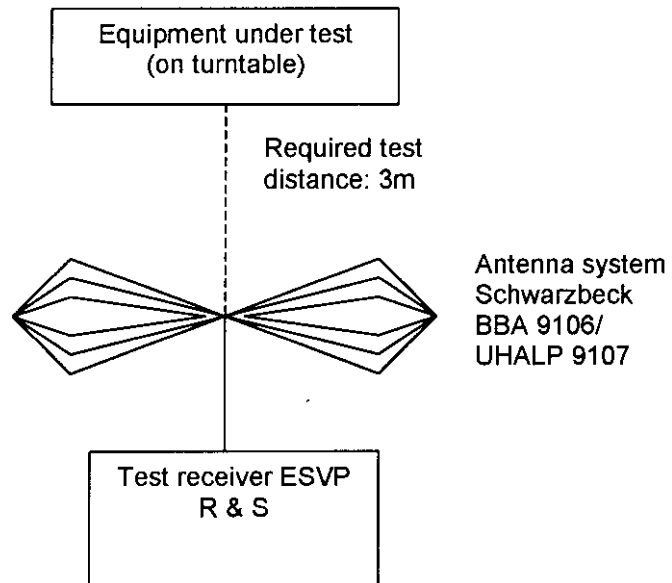 Equipment under test
(on turntable)
Required test
distance: 3m
Antenna system
Schwarzbeck
BBA 9106/
UHALP 9107
Test receiver ESVP
R & S